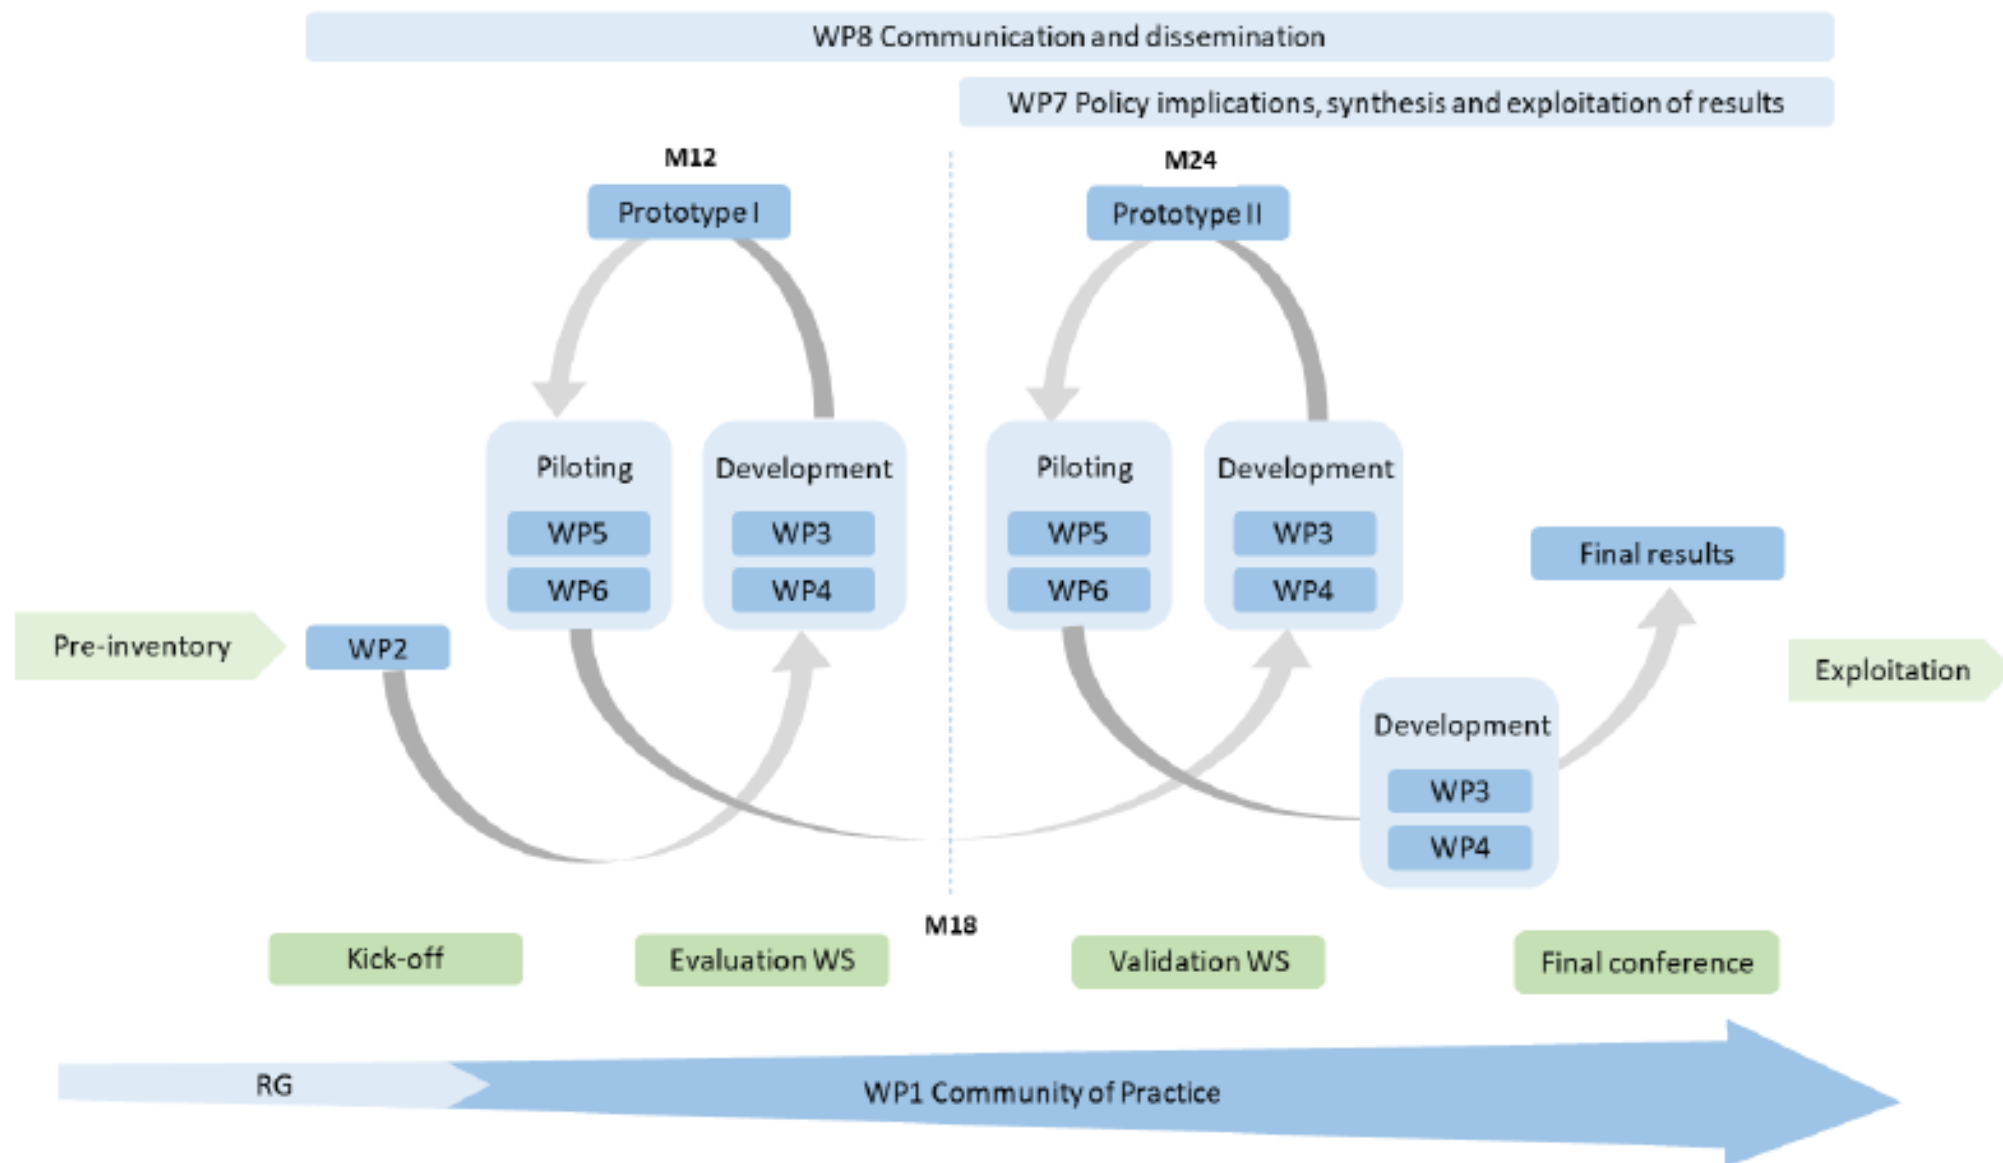 WP8 Communication and dissemination
WP7 Policy implications, synthesis and exploitation of results
M12
M24
Prototype I
Prototype II
Piloting
Development
Piloting
Development
WP5
WP3
WP5
WP3
WP6
WP4
WP6
WP4
Final results
Pre-inventory
WP2
Exploitation
Development
WP3
WP4
M18
Kick-off
Evaluation WS
Validation WS
Final conference
RG
WP1 Community of Practice